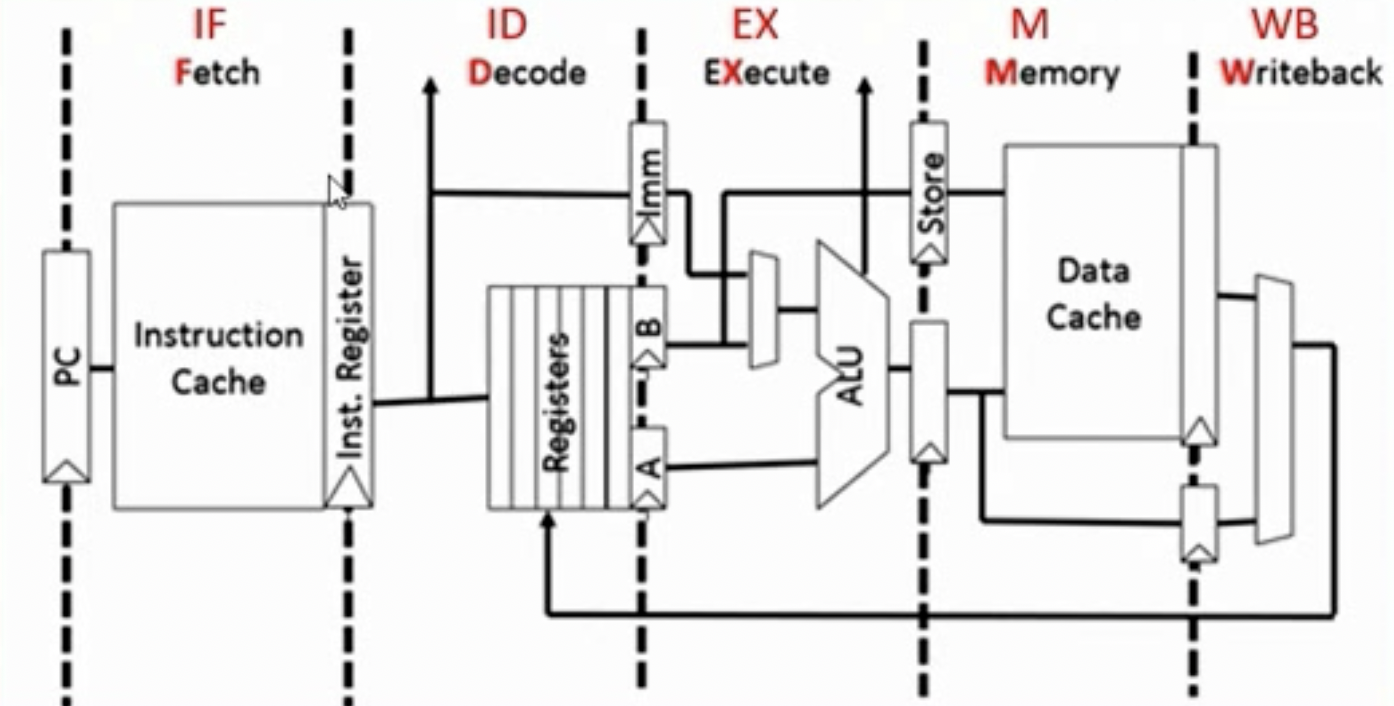 IF
Fetch
ID
Decode
EX
EXecute
M
Memory
WB
Writeback
PC
Instruction
Cache
Inst. Register
Registers
Imm
B
A
ALU
Store
Data
Cache